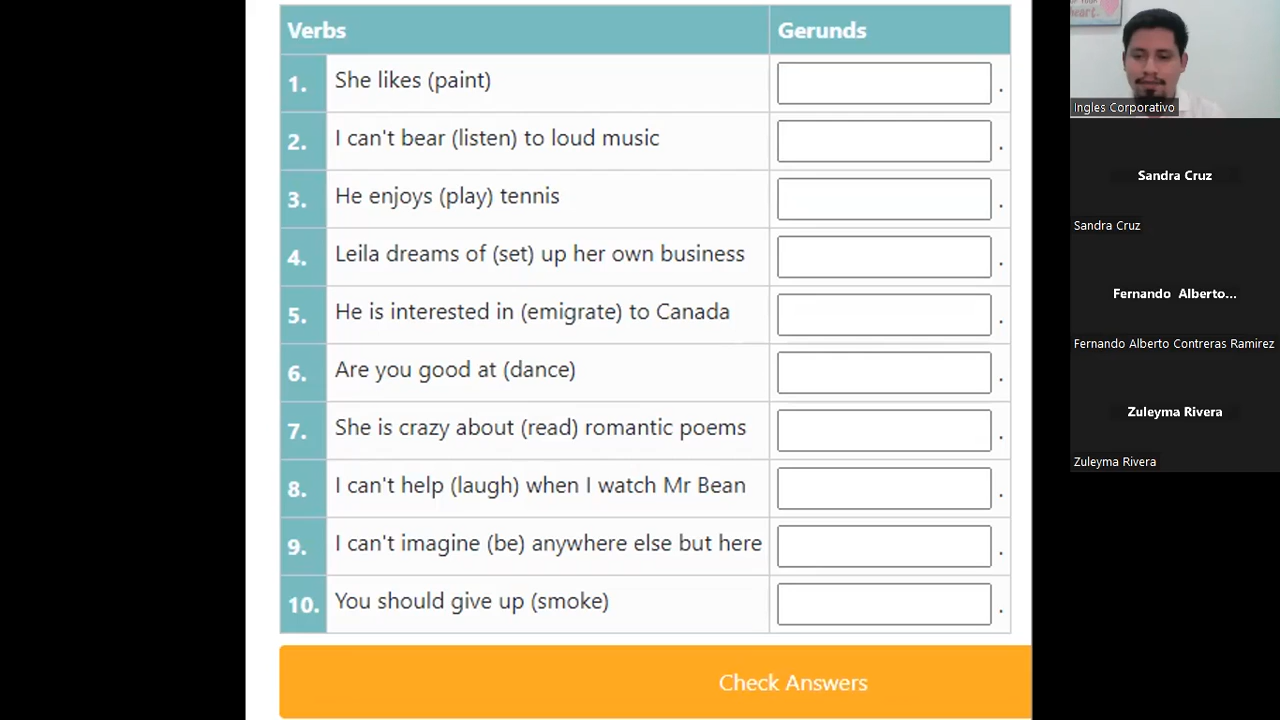 Verbs Gerunds
1. She likes (paint) .
2. I can't bear (listen) to loud music .
3. He enjoys (play) tennis .
4. Leila dreams of (set) up her own business .
5. He is interested in (emigrate) to Canada .
6. Are you good at (dance) .
7. She is crazy about (read) romantic poems .
8. I can't help (laugh) when I watch Mr Bean .
9. I can't imagine (be) anywhere else but here .
10. You should give up (smoke) .
Check Answers
heart.
Ingles Corporativo
Sandra Cruz
Sandra Cruz
Fernando Alberto...
Fernando Alberto Contreras Ramirez
Zuleyma Rivera
Zuleyma Rivera